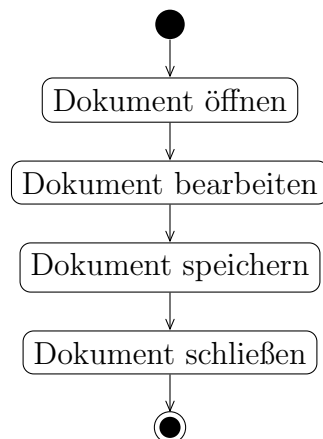 Dokument öffnen
Dokument bearbeiten
Dokument speichern
Dokument schließen